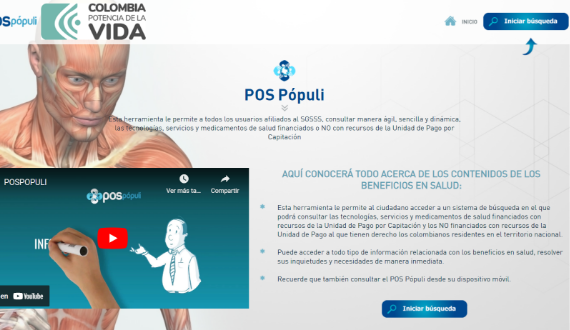 OSpópuli
COLOMBIA
POTENCIA DE LA
VIDA
INICIO
Iniciar búsqueda
POS Pópuli
Esta herramienta le permite a todos los usuarios afiliados al SGSSS, consultar manera ágil, sencilla y dinámica,
las tecnologías, servicios y medicamentos de salud financiados o NO con recursos de la Unidad de Pago por
Capitación
POSPOPULI
Ver más ta...
Compartir
pospópuli
INF
en YouTube
AQUÍ CONOCERÁ TODO ACERCA DE LOS CONTENIDOS DE LOS
BENEFICIOS EN SALUD:
Esta herramienta le permite al ciudadano acceder a un sistema de búsqueda en el que
podrá consultar las tecnologías, servicios y medicamentos de salud financiados con
recursos de la Unidad de Pago por Capitación y los NO financiados con recursos de la
Unidad de Pago al que tienen derecho los colombianos residentes en el territorio nacional.
Puede acceder a todo tipo de información relacionada con los beneficios en salud, resolver
sus inquietudes y necesidades de manera inmediata.
Recuerde que también consultar el POS Pópuli desde su dispositivo móvil.
Iniciar búsqueda